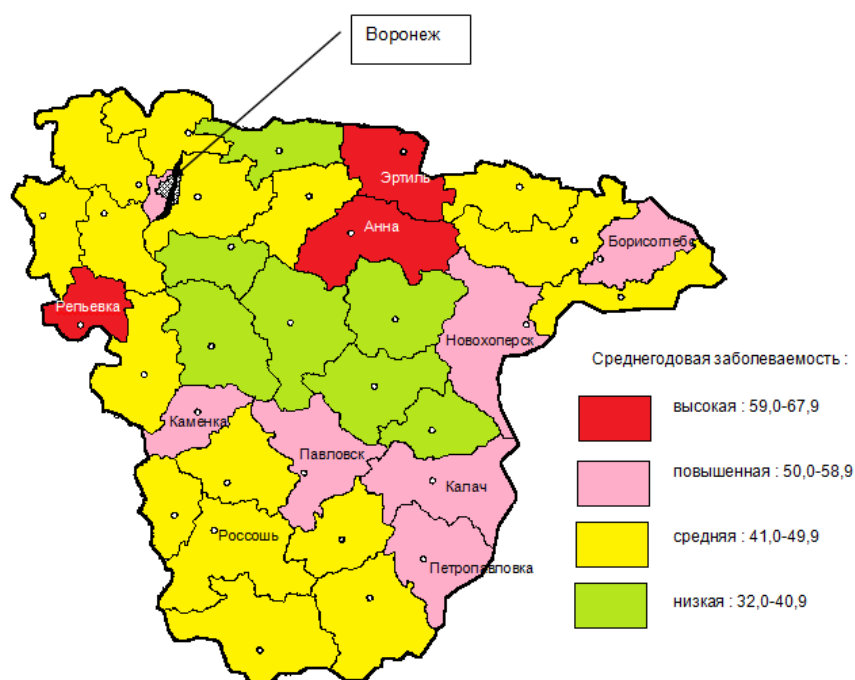 Воронеж
Эртиль
Анна
Борисоглебс
Репьевка
Новохоперск
Среднегодовая заболеваемость :
высокая : 59,0-67,9
Каменка
Павловск
повышенная : 50,0-58,9
Калач
Россошь
средняя : 41,0-49,9
Петропавловка
низкая : 32,0-40,9